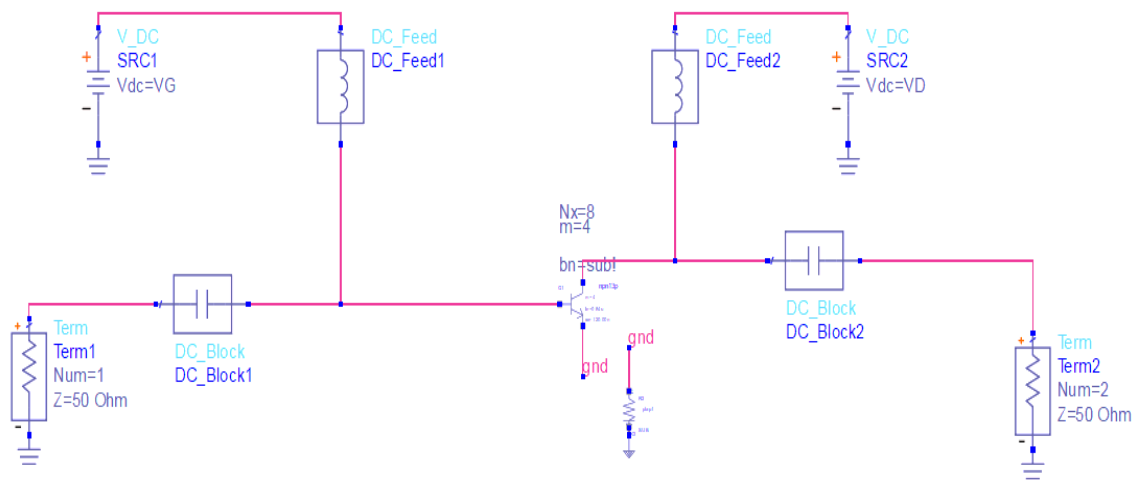 V_DC
SRC1
Vdc=VG
DC_Feed
DC_Feed1
DC_Feed
DC_Feed2
V_DC
SRC2
Vdc=VD
Nx=8
m=4
bn=sub!
npn13p
gnd
gnd
Term
Term1
Num=1
Z=50 Ohm
DC_Block
DC_Block1
DC_Block
DC_Block2
Term
Term2
Num=2
Z=50 Ohm